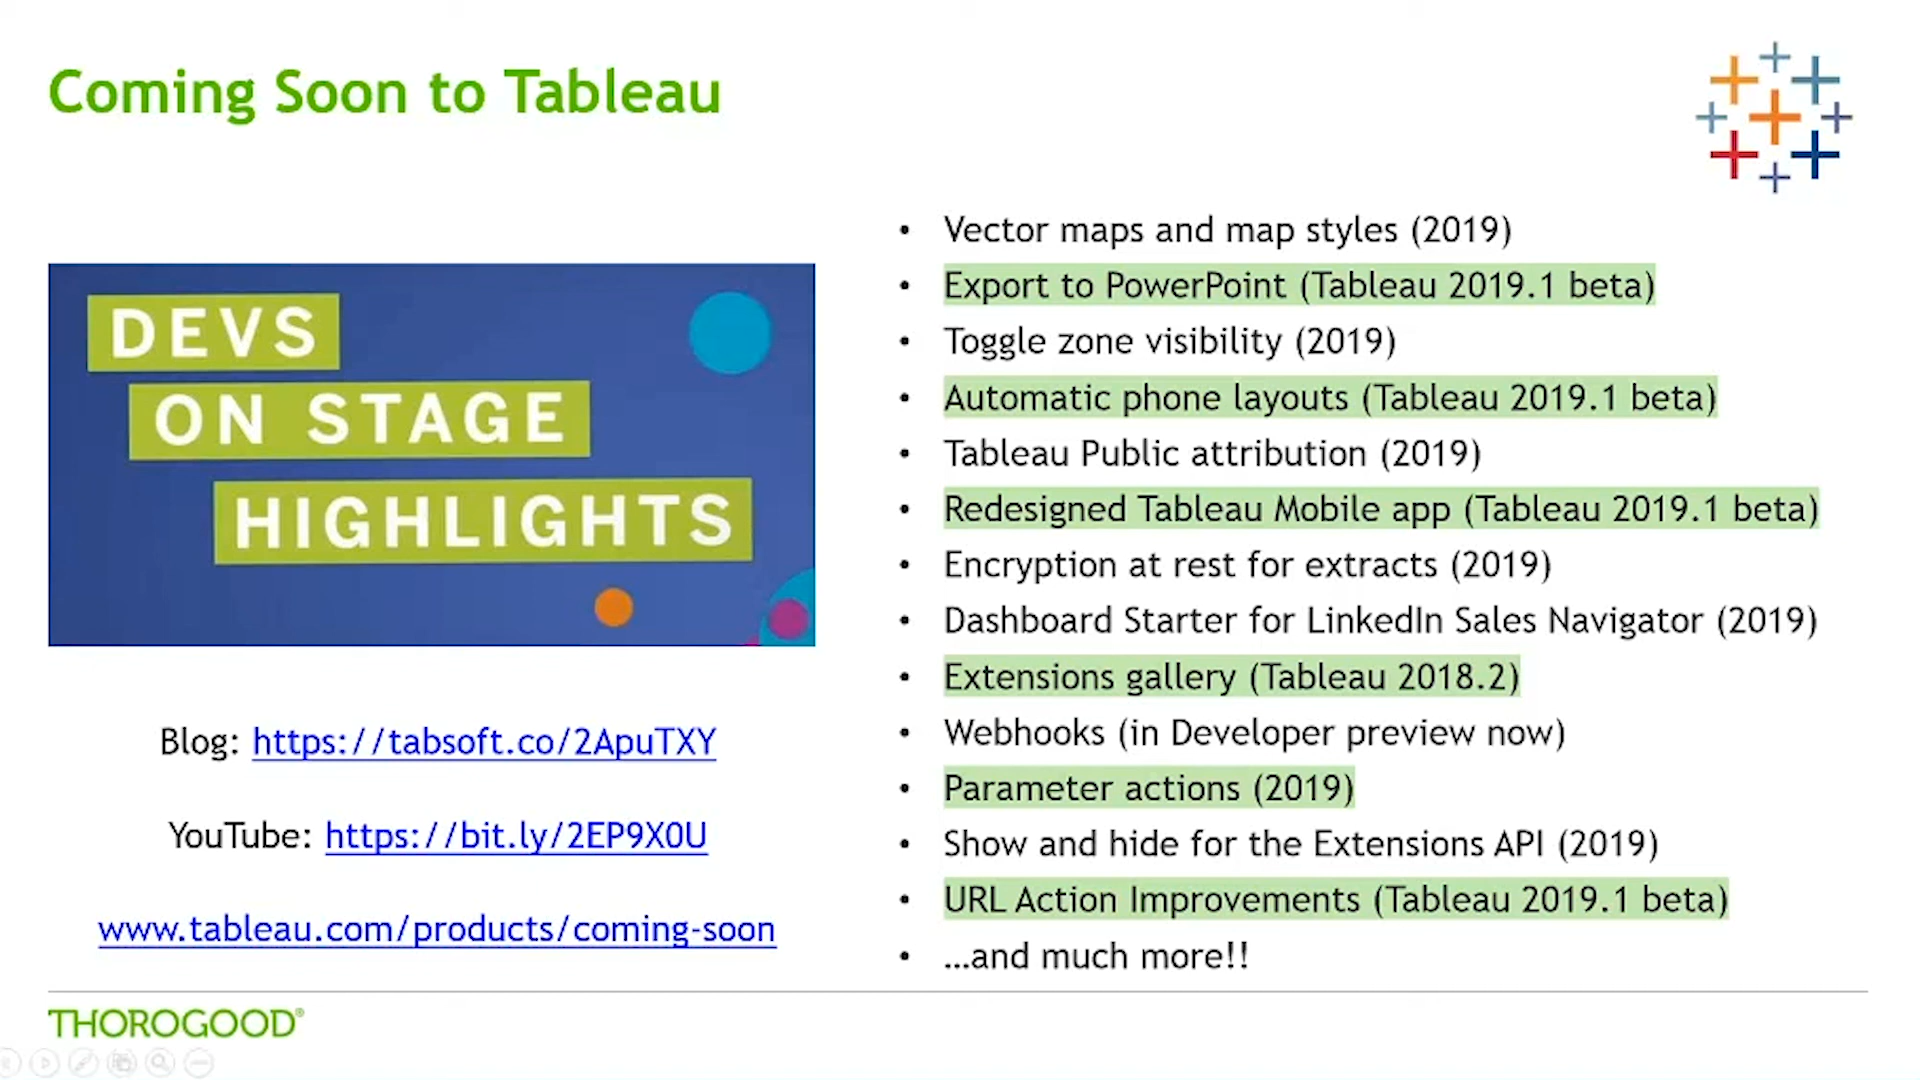 Coming Soon to Tableau
DEVS
ON STAGE
HIGHLIGHTS
Blog: https://tabsoft.co/2ApuTXY
YouTube: https://bit.ly/2EP9X0U
www.tableau.com/products/coming-soon
• Vector maps and map styles (2019)
• Export to PowerPoint (Tableau 2019.1 beta)
• Toggle zone visibility (2019)
• Automatic phone layouts (Tableau 2019.1 beta)
• Tableau Public attribution (2019)
• Redesigned Tableau Mobile app (Tableau 2019.1 beta)
• Encryption at rest for extracts (2019)
• Dashboard Starter for LinkedIn Sales Navigator (2019)
• Extensions gallery (Tableau 2018.2)
• Webhooks (in Developer preview now)
• Parameter actions (2019)
• Show and hide for the Extensions API (2019)
• URL Action Improvements (Tableau 2019.1 beta)
• …and much more!!
THOROGOOD®